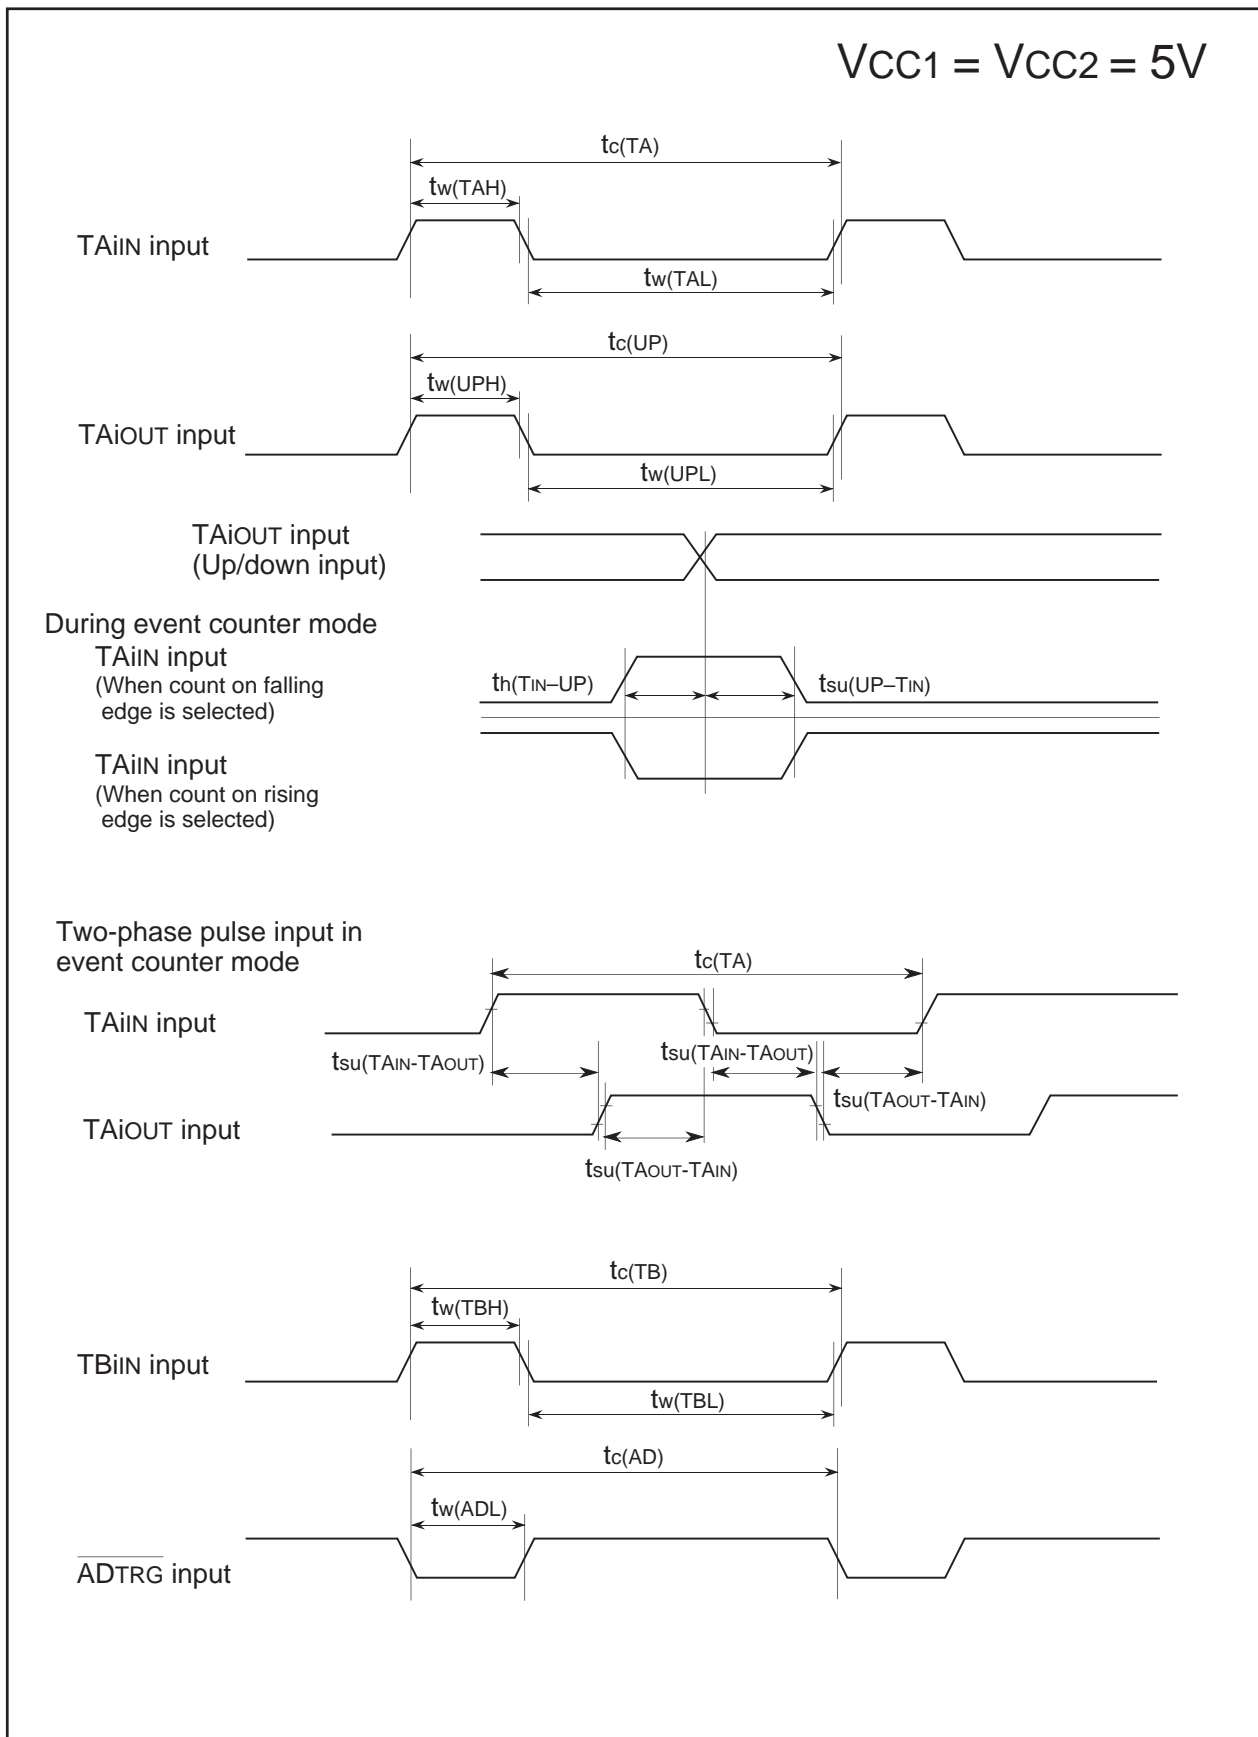 VCC1 = VCC2 = 5V
tc(TA)
tw(TAH)
TAiIN input
tw(TAL)
tc(UP)
tw(UPH)
TAiOUT input
tw(UPL)
TAiOUT input
(Up/down input)
During event counter mode
TAiIN input
(When count on falling
edge is selected)
th(TIN–UP)
tsu(UP–TIN)
TAiIN input
(When count on rising
edge is selected)
Two-phase pulse input in
event counter mode
tc(TA)
TAiIN input
tsu(TAIN-TAOUT)
tsu(TAIN-TAOUT)
tsu(TAOUT-TAIN)
TAiOUT input
tsu(TAOUT-TAIN)
tc(TB)
tw(TBH)
TBiIN input
tw(TBL)
tc(AD)
tw(ADL)
ADTRG input